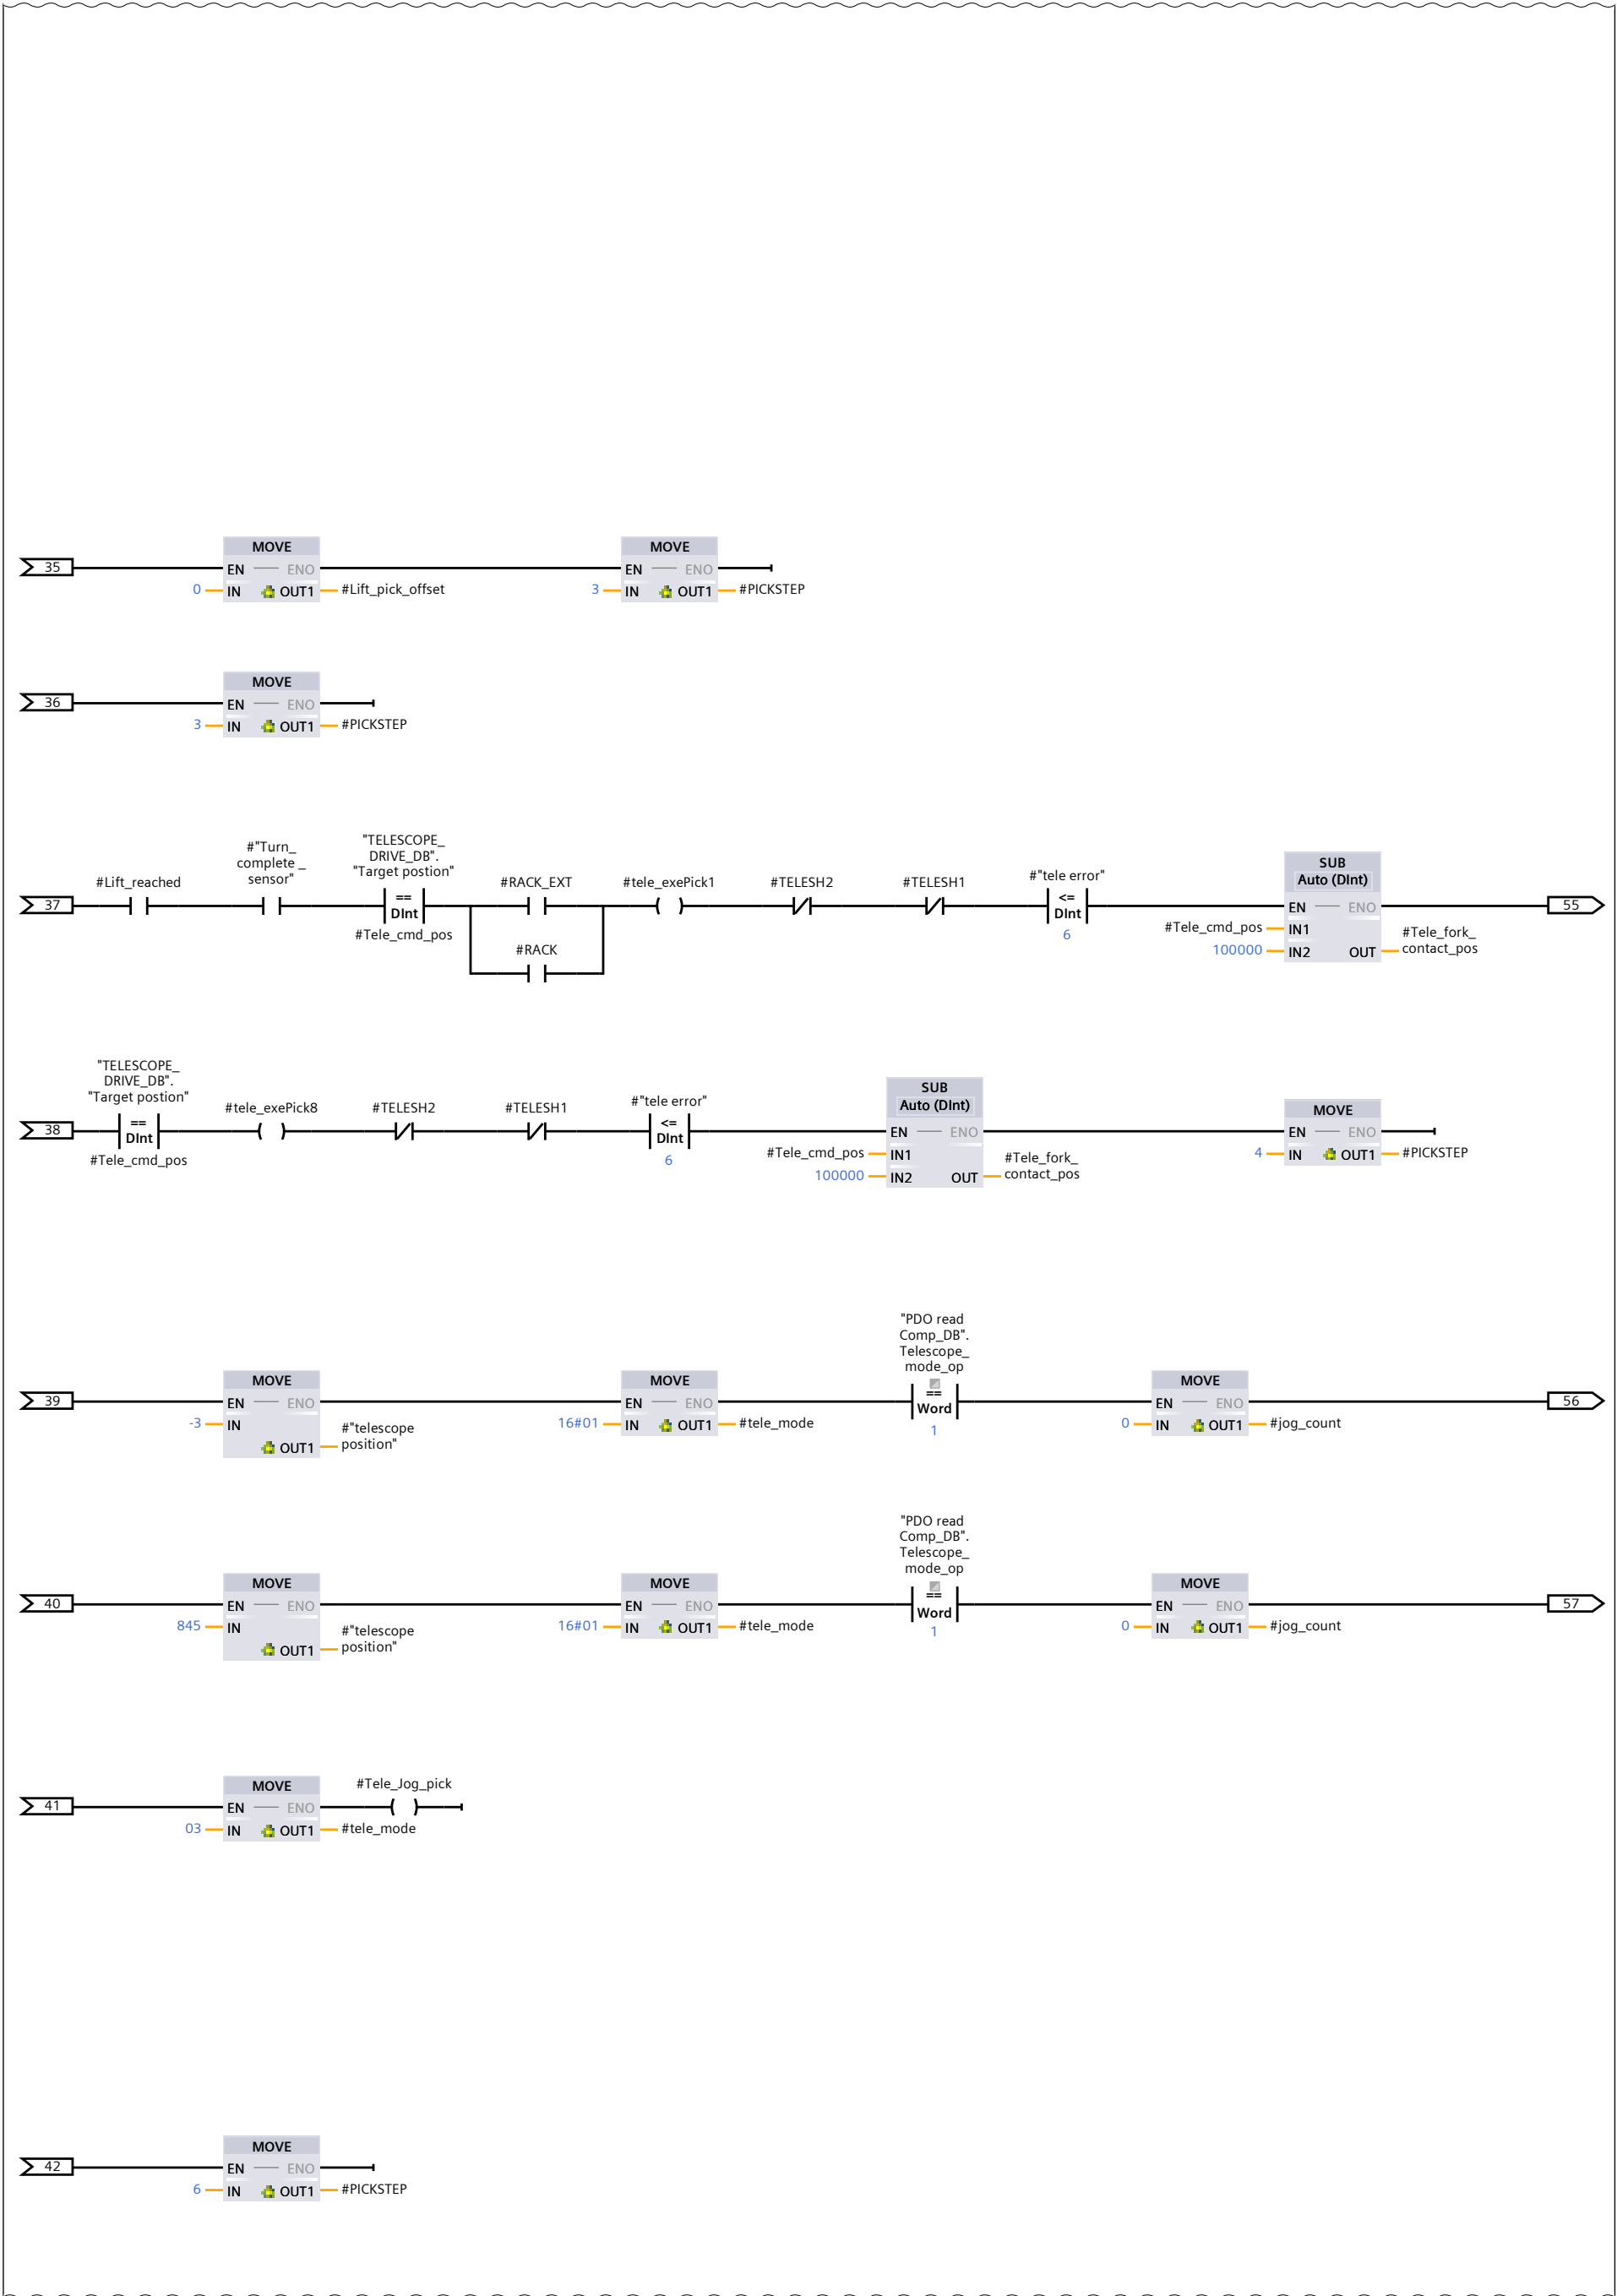 MOVE MOVE
35 EN ENO EN ENO
0 IN OUT1 #Lift_pick_offset 3 IN OUT1 #PICKSTEP
MOVE
36 EN ENO
3 IN OUT1 #PICKSTEP
"TELESCOPE_
DRIVE_DB".
"Target postion"
#"Turn_
complete _
sensor"
#Lift_reached #RACK_EXT #tele_exePick1 #TELESH2 #TELESH1 #"tele error"
SUB
Auto (DInt)
37 == <= EN ENO 55
DInt DInt
#Tele_cmd_pos #RACK 6
#Tele_cmd_pos IN1
100000 IN2 OUT #Tele_fork_
contact_pos
"TELESCOPE_
DRIVE_DB".
"Target postion"
#tele_exePick8 #TELESH2 #TELESH1 #"tele error"
SUB
Auto (DInt)
MOVE
38 == <= EN ENO EN ENO
DInt DInt
#Tele_cmd_pos 6
#Tele_cmd_pos IN1
100000 IN2 OUT #Tele_fork_
contact_pos
4 IN OUT1 #PICKSTEP
"PDO read
Comp_DB".
Telescope_
mode_op
MOVE MOVE MOVE
39 EN ENO EN ENO == EN ENO 56
Word
-3 IN 16#01 IN OUT1 #tele_mode 1 0 IN OUT1 #jog_count
OUT1 #"telescope
position"
"PDO read
Comp_DB".
Telescope_
mode_op
MOVE MOVE MOVE
40 EN ENO EN ENO == EN ENO 57
Word
845 IN 16#01 IN OUT1 #tele_mode 1 0 IN OUT1 #jog_count
OUT1 #"telescope
position"
MOVE #Tele_Jog_pick
41 EN ENO
03 IN OUT1 #tele_mode
MOVE
42 EN ENO
6 IN OUT1 #PICKSTEP